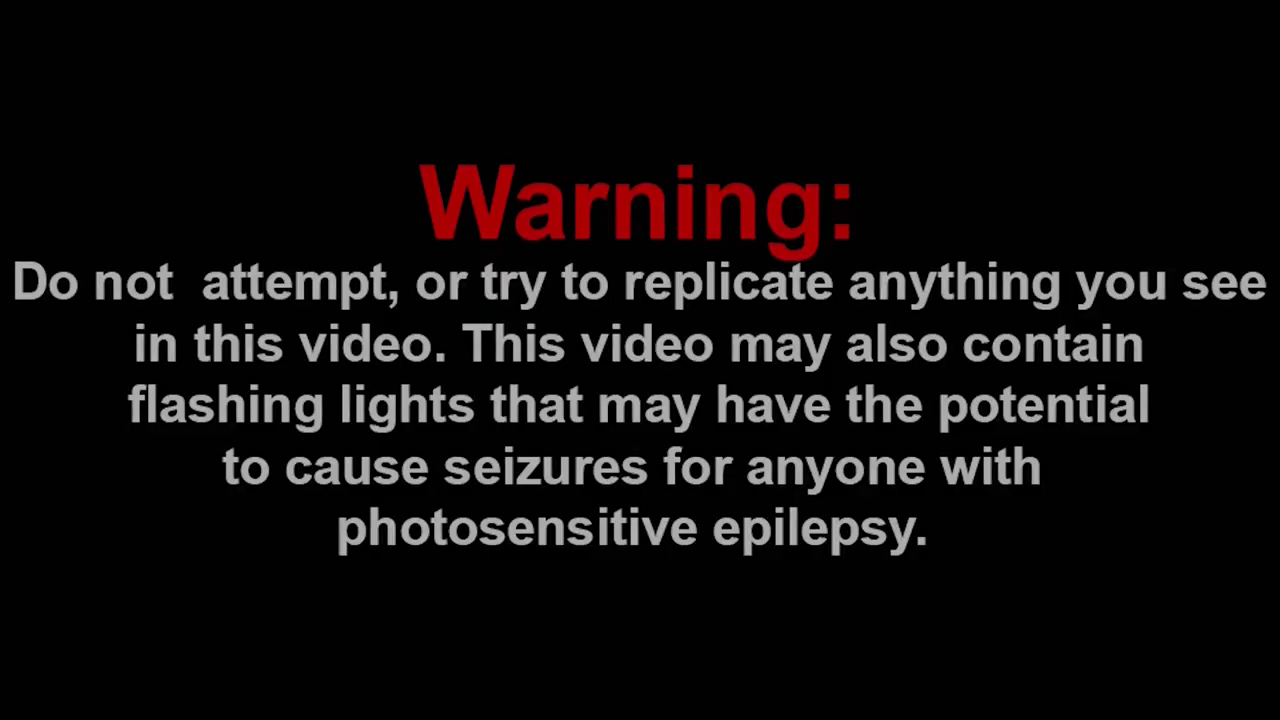 Warning:
Do not  attempt, or try to replicate anything you see
in this video. This video may also contain
flashing lights that may have the potential
to cause seizures for anyone with
photosensitive epilepsy.